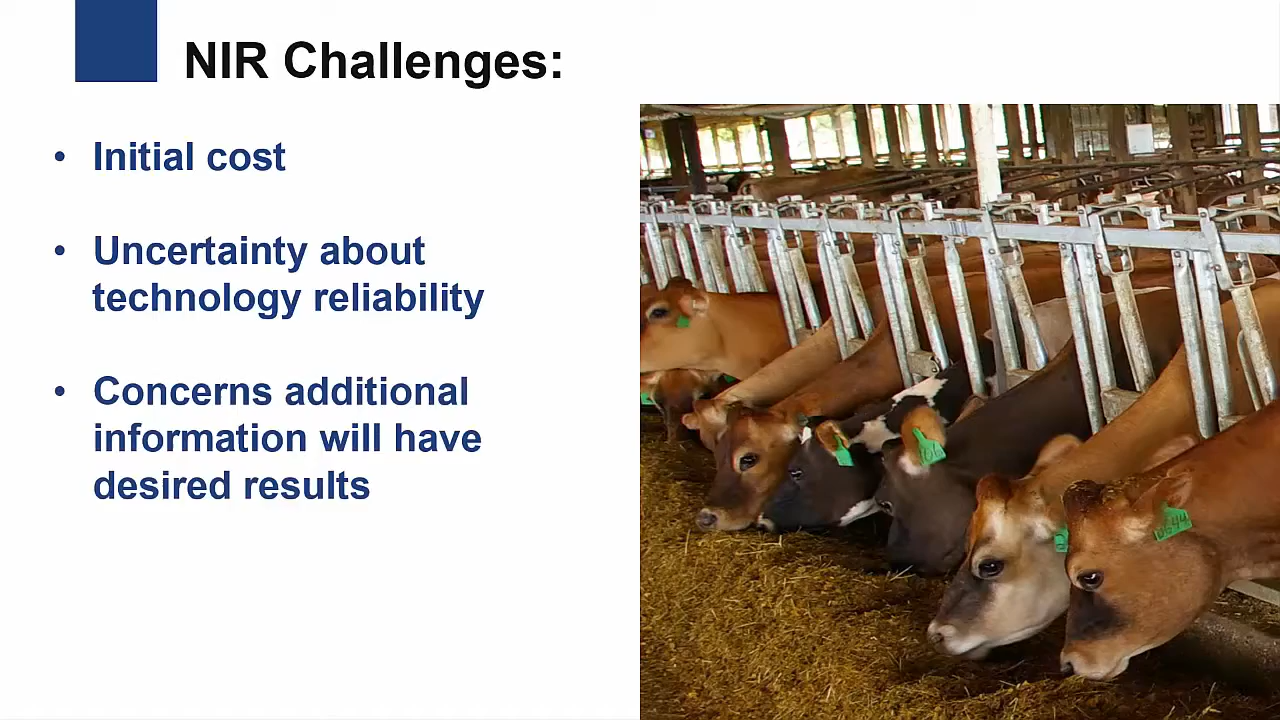 NIR Challenges:
• Initial cost
• Uncertainty about
technology reliability
• Concerns additional
information will have
desired results